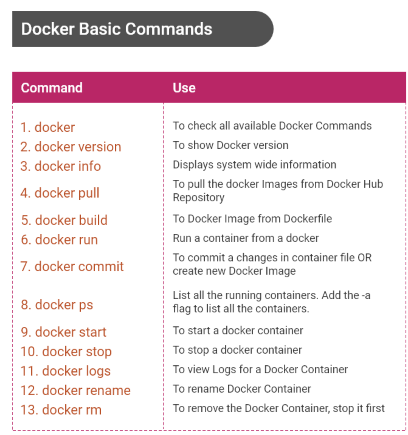 Docker Basic Commands
Command Use
1. docker To check all available Docker Commands
2. docker version To show Docker version
3. docker info Displays system wide information
4. docker pull To pull the docker Images from Docker Hub
Repository
5. docker build To Docker Image from Dockerfile
6. docker run Run a container from a docker
7. docker commit To commit a changes in container file OR
create new Docker Image
8. docker ps List all the running containers. Add the -a
flag to list all the containers.
9. docker start To start a docker container
10. docker stop To stop a docker container
11. docker logs To view Logs for a Docker Container
12. docker rename To rename Docker Container
13. docker rm To remove the Docker Container, stop it first